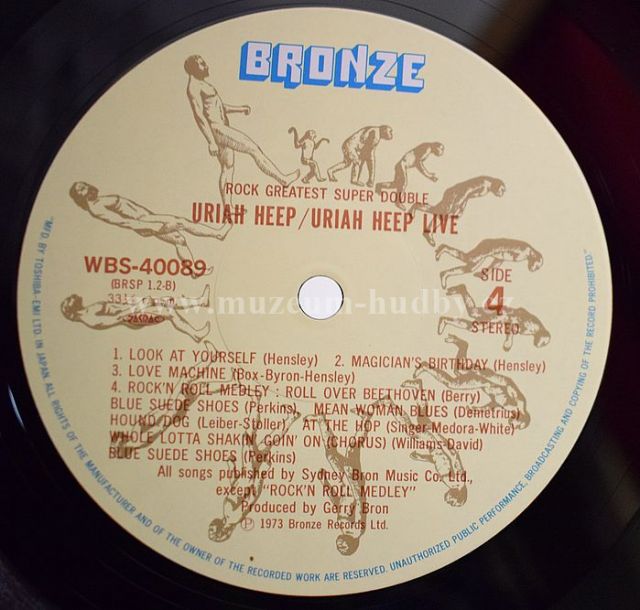 BRONZE
ROCK GREATEST SUPER DOUBLE
URIAH HEEP/URIAH HEEP LIVE
WBS-40089
(BRSP 1.2-B)
33
SIDE
4
STEREO
www.muzeum-hudby.cz
1. LOOK AT YOURSELF (Hensley) 2. MAGICIAN'S BIRTHDAY (Hensley)
3. LOVE MACHINE (Box-Byron-Hensley)
4. ROCK'N ROLL MEDLEY : ROLL OVER BEETHOVEN (Berry)
BLUE SUEDE SHOES (Perkins), MEAN WOMAN BLUES (Demetrius)
HOUND DOG (Leiber-Stoller), AT THE HOP (Singer-Medora-White)
WHOLE LOTTA SHAKIN' GOIN' ON (CHORUS) (Williams-David)
BLUE SUEDE SHOES (Perkins)
All songs published by Sydney Bron Music Co. Ltd.,
except "ROCK'N ROLL MEDLEY"
Produced by Gerry Bron
Ⓟ 1973 Bronze Records Ltd.
"MF'D. BY TOSHIBA-EMI LTD. IN JAPAN. ALL RIGHTS OF THE MANUFACTURER AND OF THE OWNER OF THE RECORDED WORK ARE RESERVED. UNAUTHORIZED PUBLIC PERFORMANCE, BROADCASTING AND COPYING OF THE RECORD PROHIBITED."